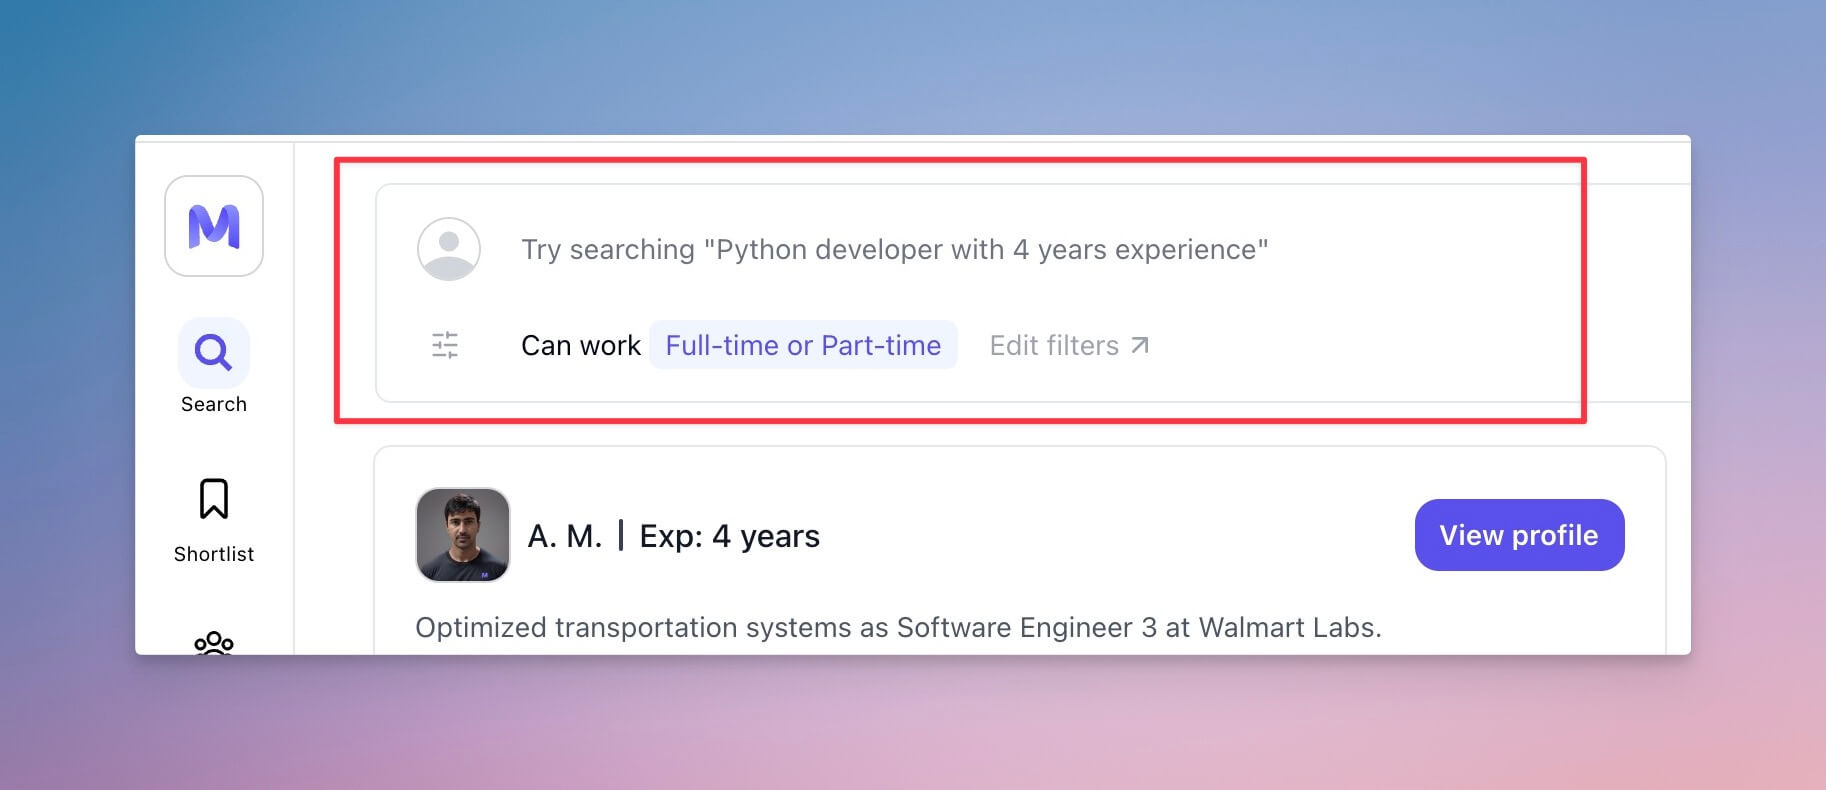 M
Try searching "Python developer with 4 years experience"
Can work Full-time or Part-time Edit filters
Search
Shortlist
A. M. | Exp: 4 years
View profile
Optimized transportation systems as Software Engineer 3 at Walmart Labs.